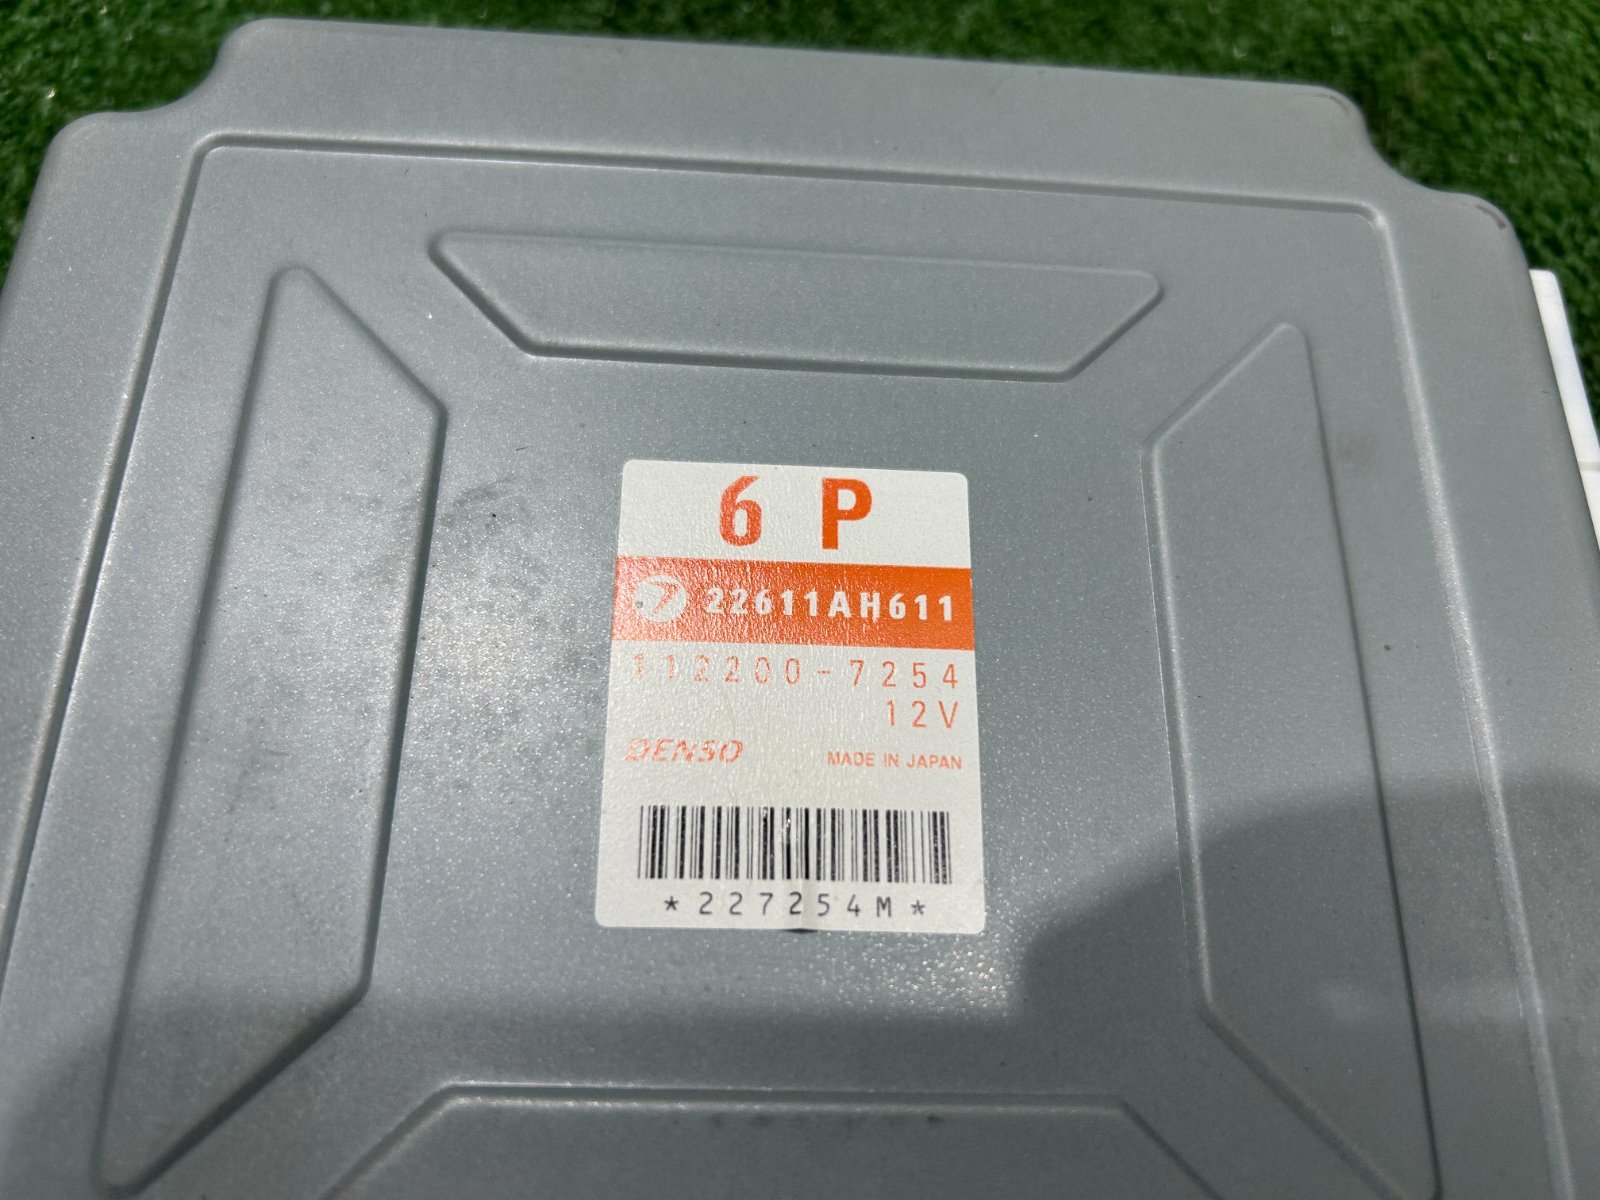 6 P
22611AH611
112200-7254
12V
DENSO MADE IN JAPAN
*227254M*